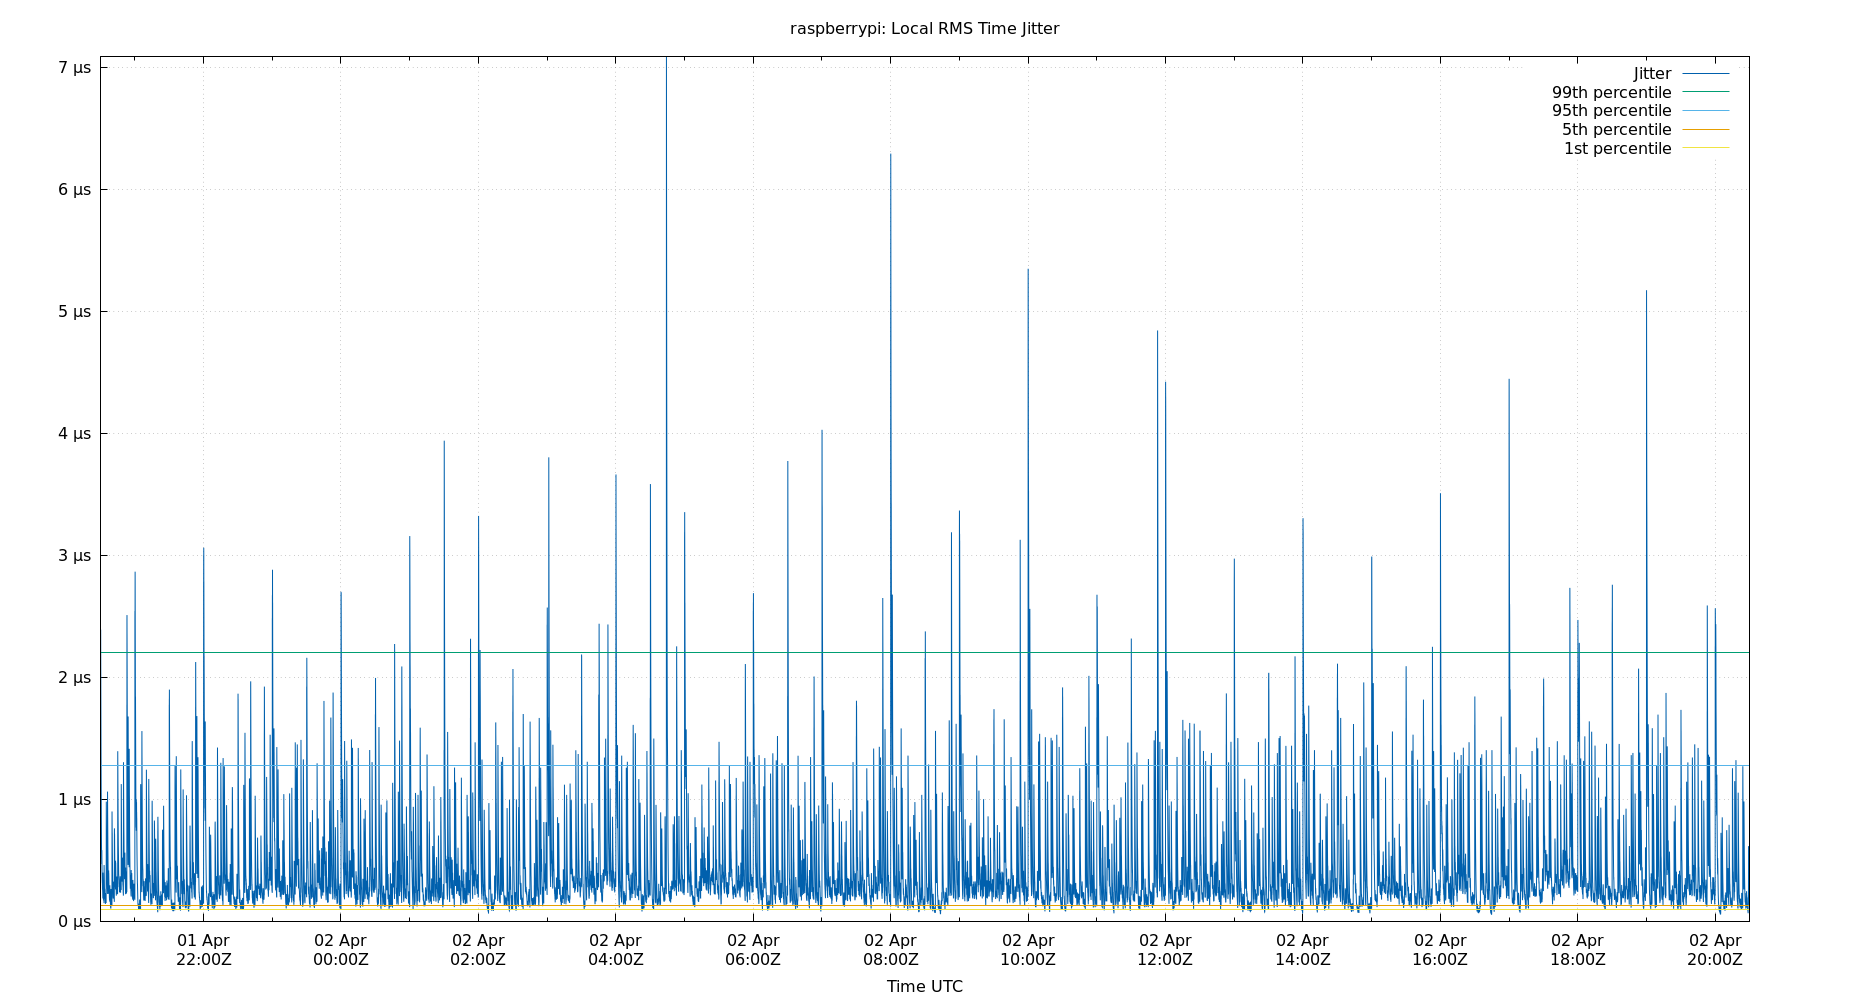 raspberrypi: Local RMS Time Jitter
7 µs
6 µs
5 µs
4 µs
3 µs
2 µs
1 µs
0 µs
Jitter
99th percentile
95th percentile
5th percentile
1st percentile
01 Apr
22:00Z
02 Apr
00:00Z
02 Apr
02:00Z
02 Apr
04:00Z
02 Apr
06:00Z
02 Apr
08:00Z
02 Apr
10:00Z
02 Apr
12:00Z
02 Apr
14:00Z
02 Apr
16:00Z
02 Apr
18:00Z
02 Apr
20:00Z
Time UTC